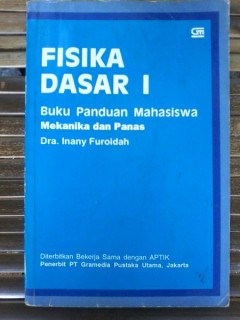 GM
FISIKA
DASAR I
Buku Panduan Mahasiswa
Mekanika dan Panas
Dra. Inany Furoidah
Diterbitkan Bekerja Sama dengan APTIK
Penerbit PT Gramedia Pustaka Utama, Jakarta